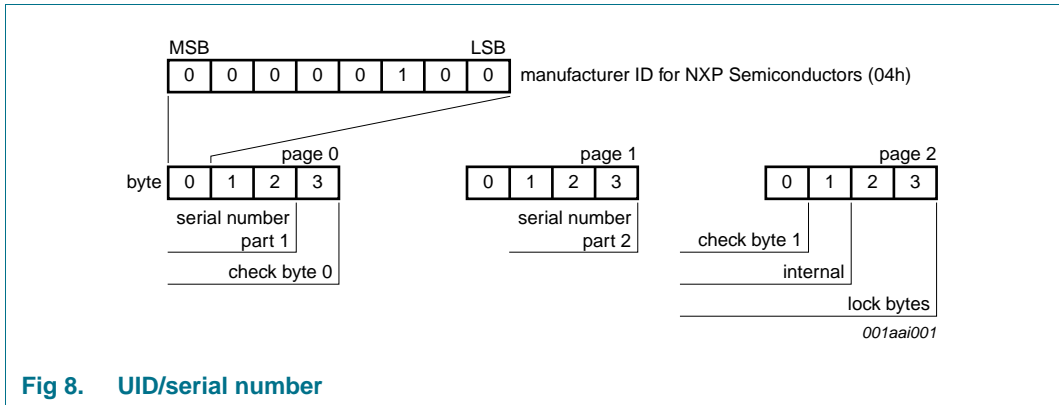 MSB LSB
0 0 0 0 0 1 0 0 manufacturer ID for NXP Semiconductors (04h)
page 0 page 1 page 2
byte 0 1 2 3 0 1 2 3 0 1 2 3
serial number serial number
part 1 part 2 check byte 1
check byte 0 internal
lock bytes
001aai001
Fig 8. UID/serial number